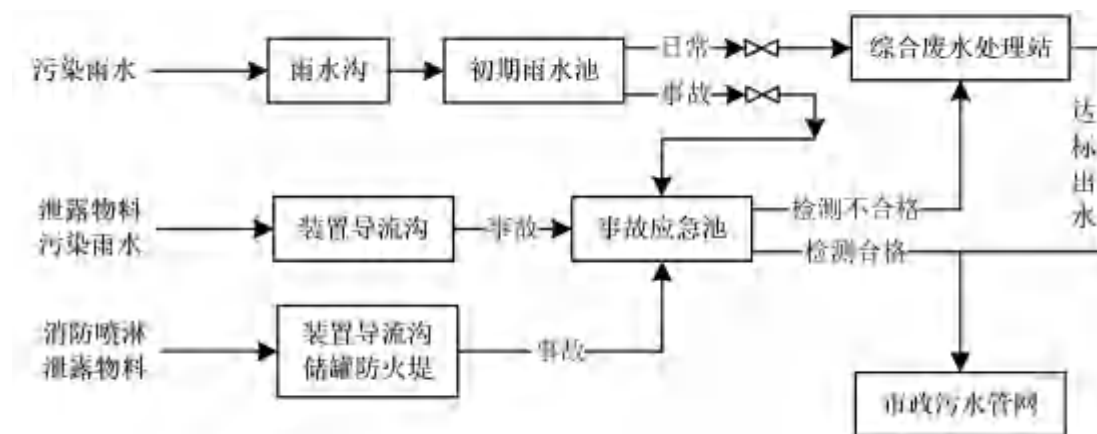 污染雨水
雨水沟
初期雨水池
日常
综合废水处理站
事故
达
标
出
水
泄露物料
污染雨水
装置导流沟
事故
事故应急池
检测不合格
检测合格
消防喷淋
泄露物料
装置导流沟
储罐防火堤
事故
市政污水管网